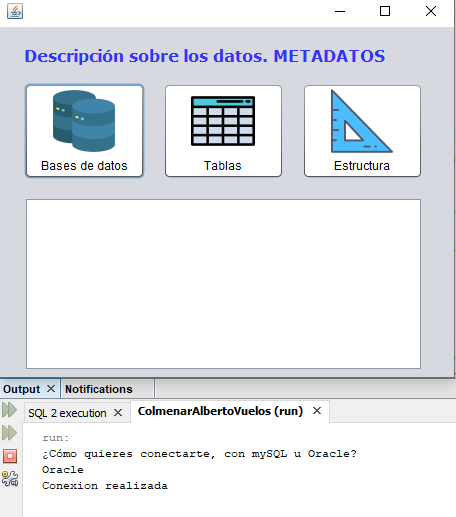 Descripción sobre los datos. METADATOS
Bases de datos
Tablas
Estructura
Output
Notifications
SQL 2 execution
ColmenarAlbertoVuelos (run)
run:
¿Cómo quieres conectarte, con mySQL u Oracle?
Oracle
Conexion realizada